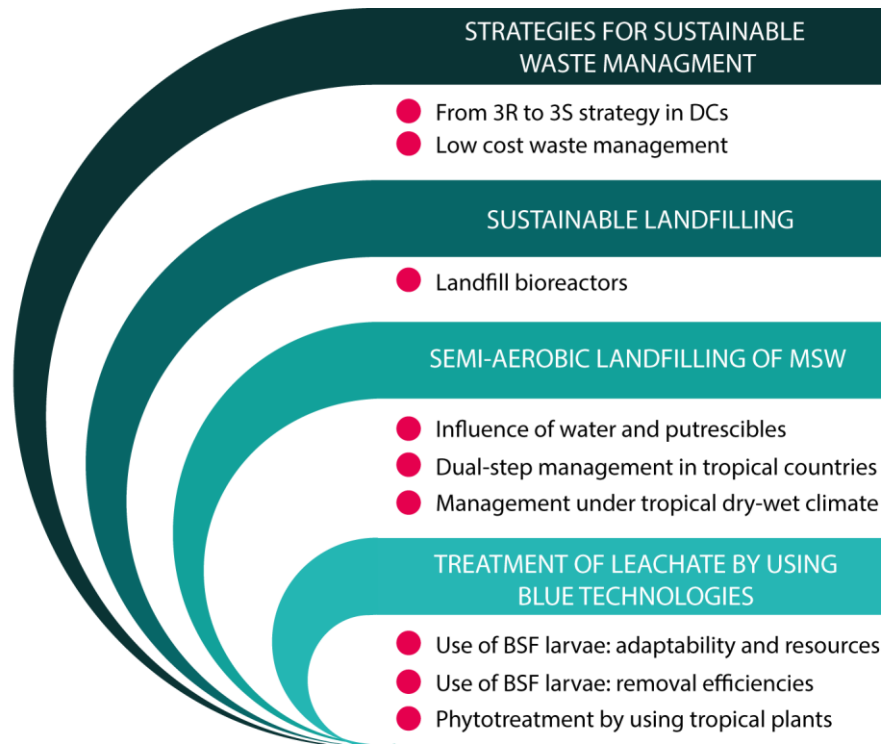 STRATEGIES FOR SUSTAINABLE
WASTE MANAGMENT
From 3R to 3S strategy in DCs
Low cost waste management
SUSTAINABLE LANDFILLING
Landfill bioreactors
SEMI-AEROBIC LANDFILLING OF MSW
Influence of water and putrescibles
Dual-step management in tropical countries
Management under tropical dry-wet climate
TREATMENT OF LEACHATE BY USING
BLUE TECHNOLOGIES
Use of BSF larvae: adaptability and resources
Use of BSF larvae: removal efficiencies
Phytotreatment by using tropical plants